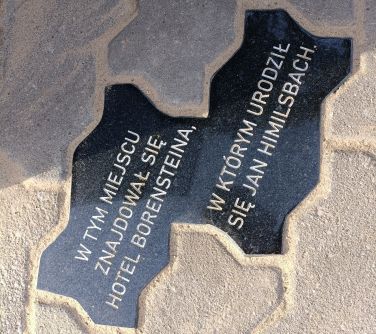 W TYM MIEJSCU
ZNAJDOWAŁ SIĘ
HOTEL BORENSTEINA,
W KTÓRYM URODZIŁ
SIĘ JAN HIMILSBACH.